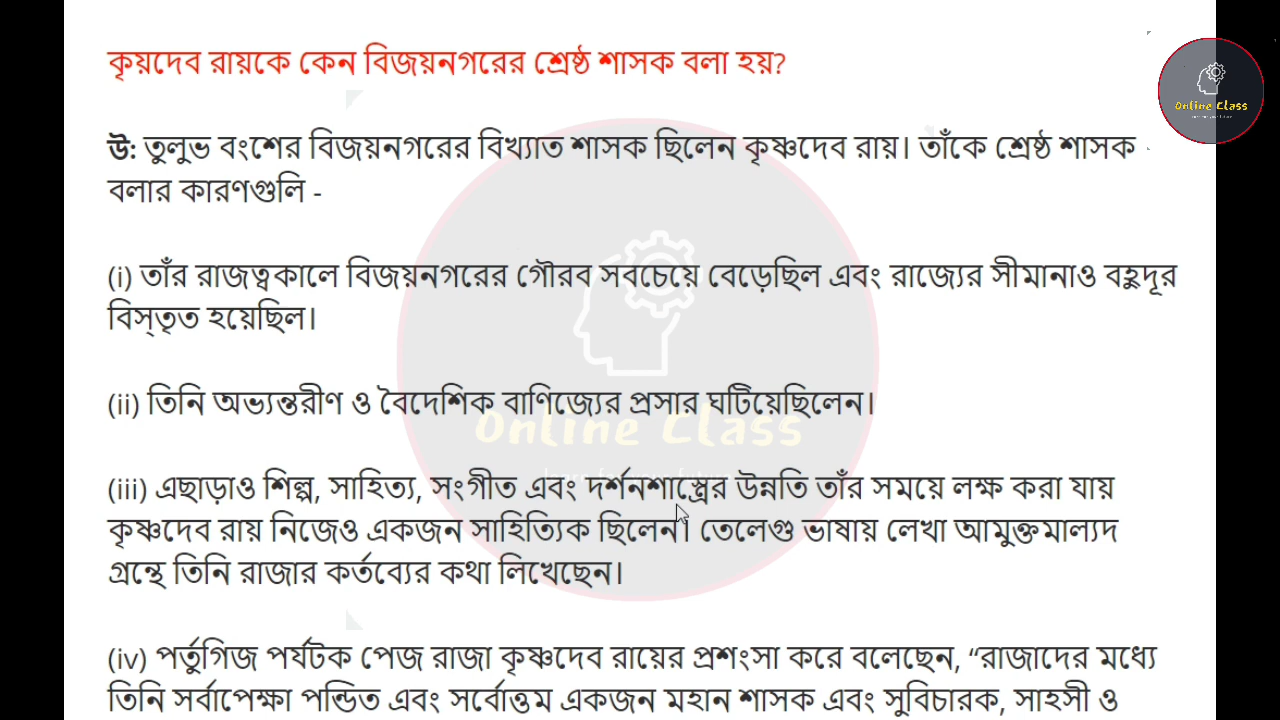 কৃয়দেব রায়কে কেন বিজয়নগরের শ্রেষ্ঠ শাসক বলা হয়?
Online Class
উ: তুলুভ বংশের বিজয়নগরের বিখ্যাত শাসক ছিলেন কৃষ্ণদেব রায়। তাঁকে শ্রেষ্ঠ শাসক
বলার কারণগুলি -
(i) তাঁর রাজত্বকালে বিজয়নগরের গৌরব সবচেয়ে বেড়েছিল এবং রাজ্যের সীমানাও বহুদূর
বিস্তৃত হয়েছিল।
(ii) তিনি অভ্যন্তরীণ ও বৈদেশিক বাণিজ্যের প্রসার ঘটিয়েছিলেন।
Online Class
(iii) এছাড়াও শিল্প, সাহিত্য, সংগীত এবং দর্শনশাস্ত্রের উন্নতি তাঁর সময়ে লক্ষ করা যায়
কৃষ্ণদেব রায় নিজেও একজন সাহিত্যিক ছিলেন। তেলেগু ভাষায় লেখা আমুক্তমাল্যদ
গ্রন্থে তিনি রাজার কর্তব্যের কথা লিখেছেন।
(iv) পর্তুগিজ পর্যটক পেজ রাজা কৃষ্ণদেব রায়ের প্রশংসা করে বলেছেন, “রাজাদের মধ্যে
তিনি সর্বাপেক্ষা পন্ডিত এবং সর্বোত্তম একজন মহান শাসক এবং সুবিচারক, সাহসী ও